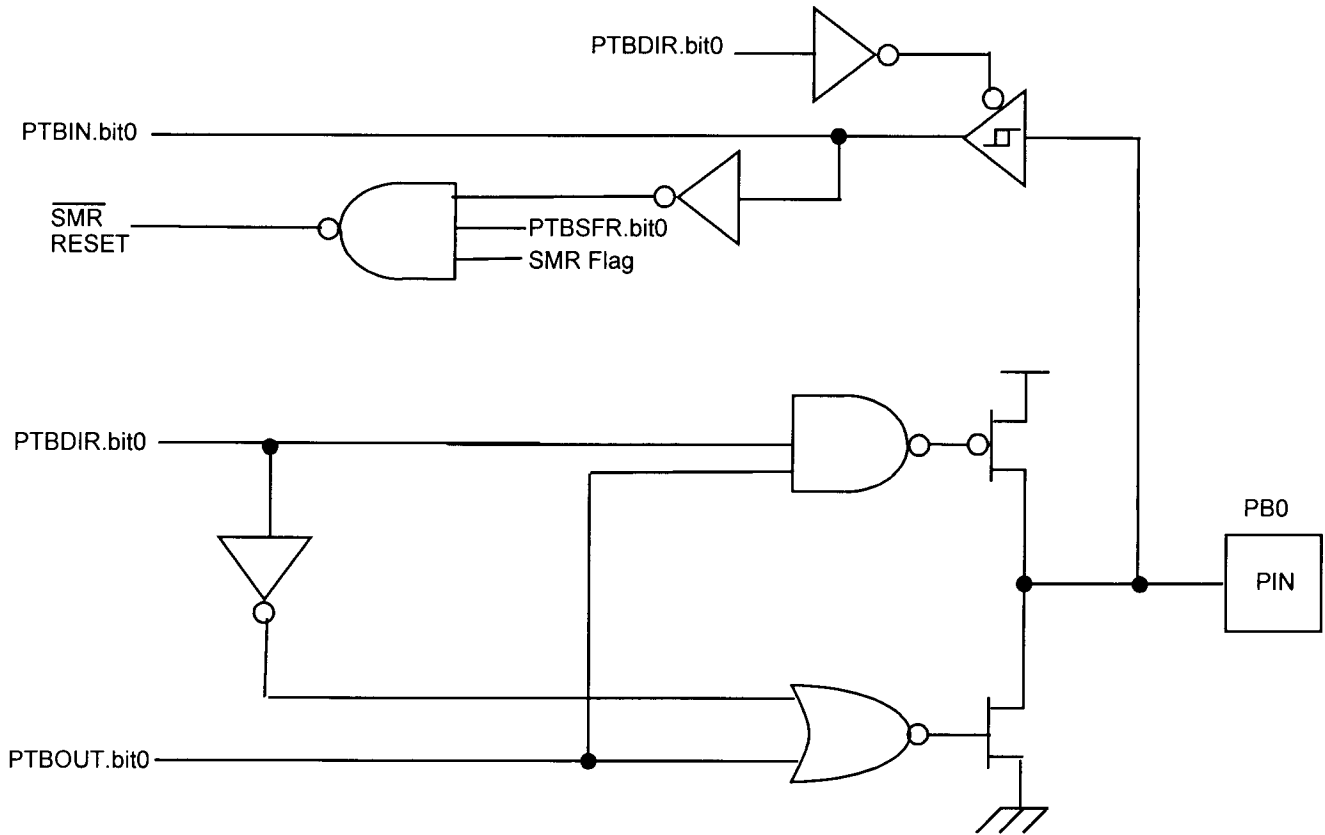 PTBDIR.bit0
PTBIN.bit0
SMR
RESET
PTBSFR.bit0
SMR Flag
PTBDIR.bit0
PB0
PIN
PTBOUT.bit0